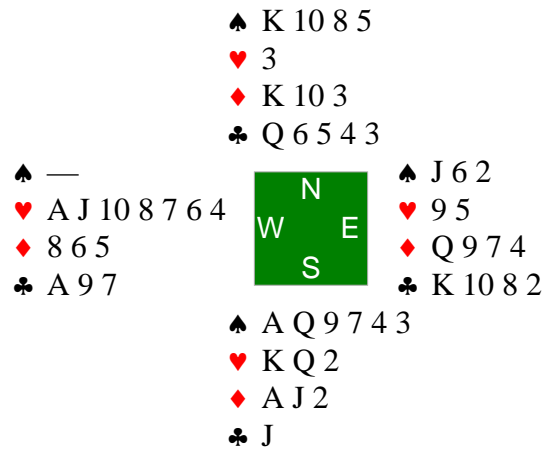 ♠ K 10 8 5
♥ 3
♦ K 10 3
♣ Q 6 5 4 3
♠ —
♥ A J 10 8 7 6 4
♦ 8 6 5
♣ A 9 7
N
W E
S
♠ J 6 2
♥ 9 5
♦ Q 9 7 4
♣ K 10 8 2
♠ A Q 9 7 4 3
♥ K Q 2
♦ A J 2
♣ J